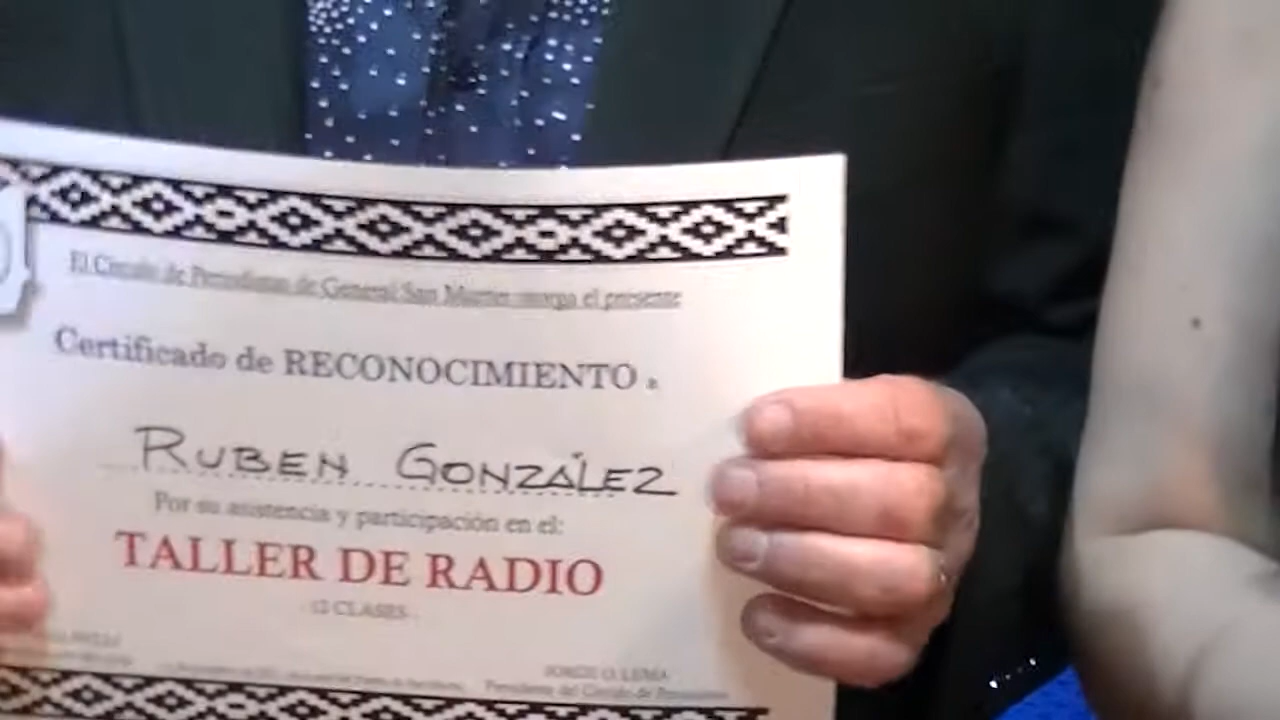 El Círculo de Periodistas de General San Martín otorga el presente
Certificado de RECONOCIMIENTO a
RUBEN GONZÁLEZ
Por su asistencia y participación en el:
TALLER DE RADIO
- 12 CLASES -
JORGE O. LEMA
Presidente del Círculo de Periodistas